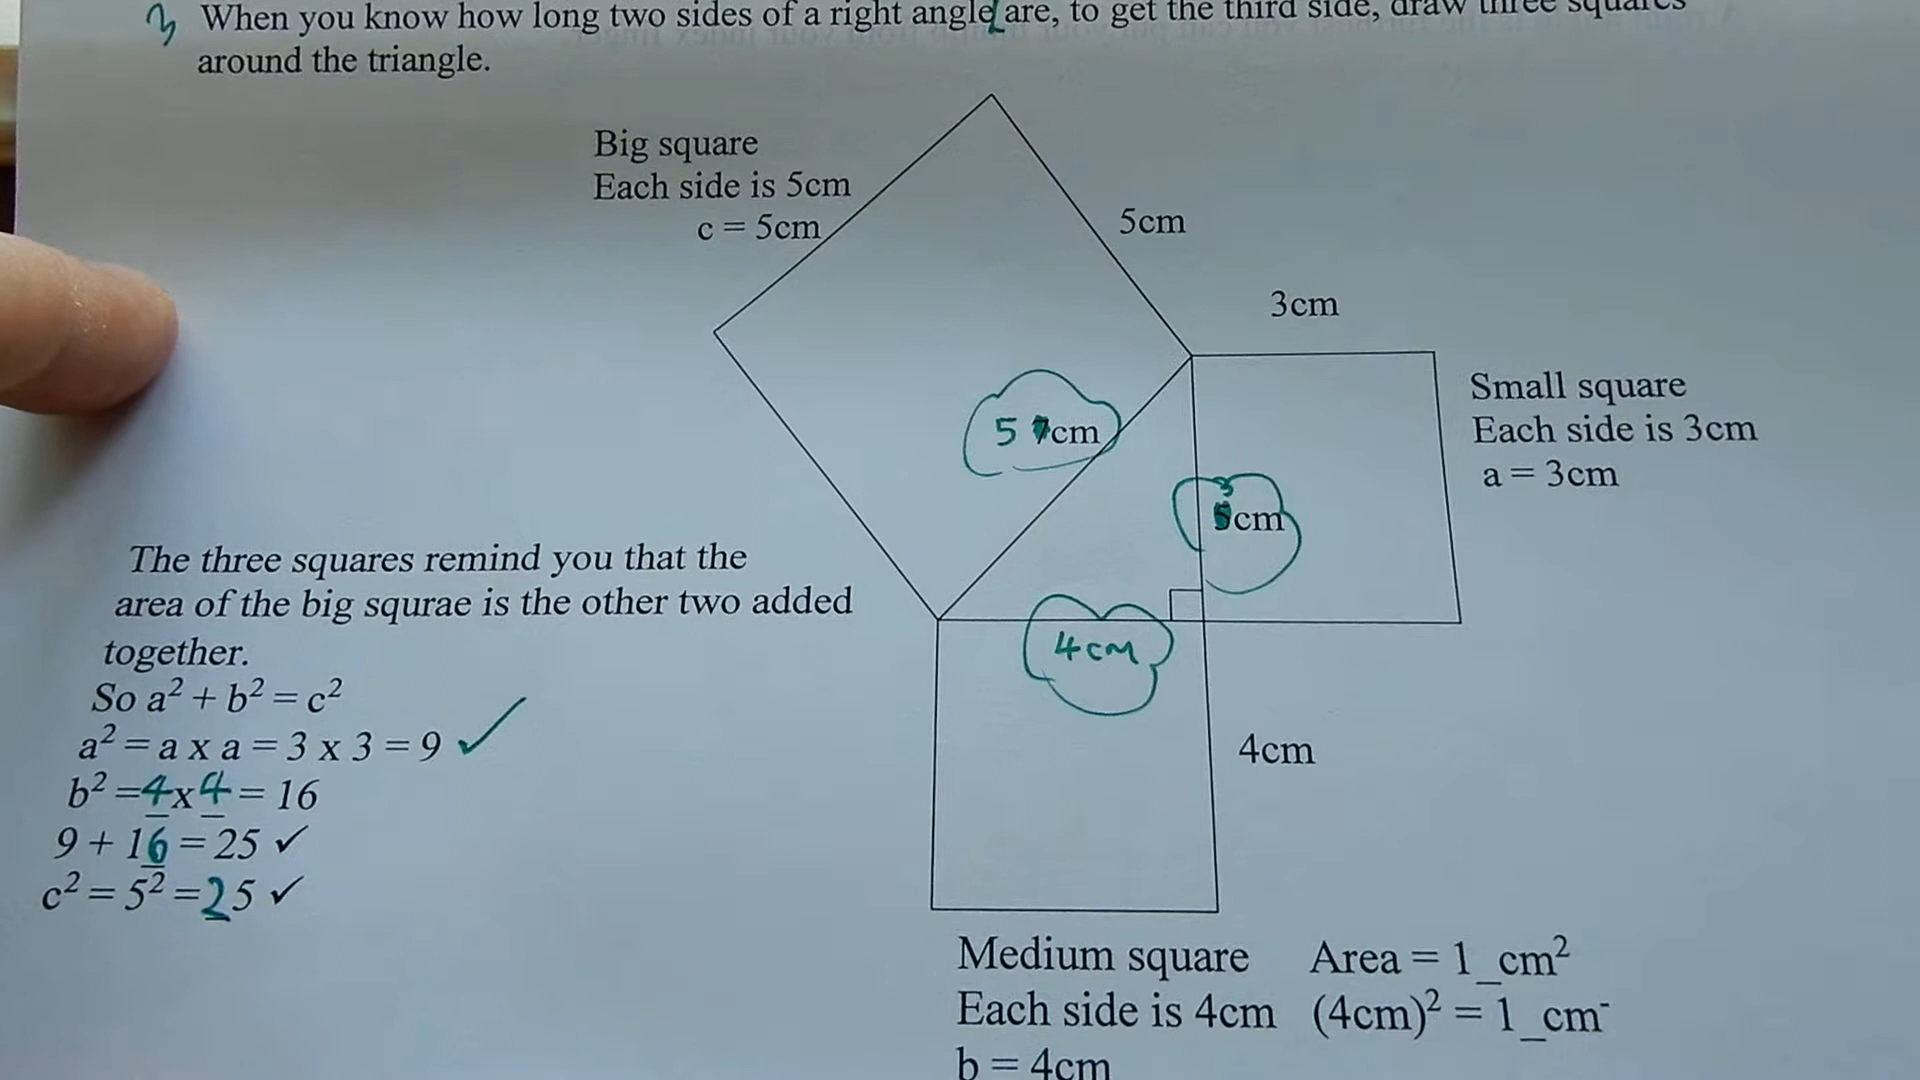 3 When you know how long two sides of a right angle are, to get the third side, draw three squares
around the triangle.
Big square
Each side is 5cm
c = 5cm
5cm
3cm
Small square
Each side is 3cm
a = 3cm
5 7cm
3
5cm
4cm
4cm
The three squares remind you that the
area of the big squrae is the other two added
together.
So a² + b² = c²
a² = a x a = 3 x 3 = 9 ✓
b² = 4 x 4 = 16
9 + 16 = 25 ✓
c² = 5² = 25 ✓
Medium square
Each side is 4cm
b = 4cm
Area = 1_cm²
(4cm)² = 1_cm